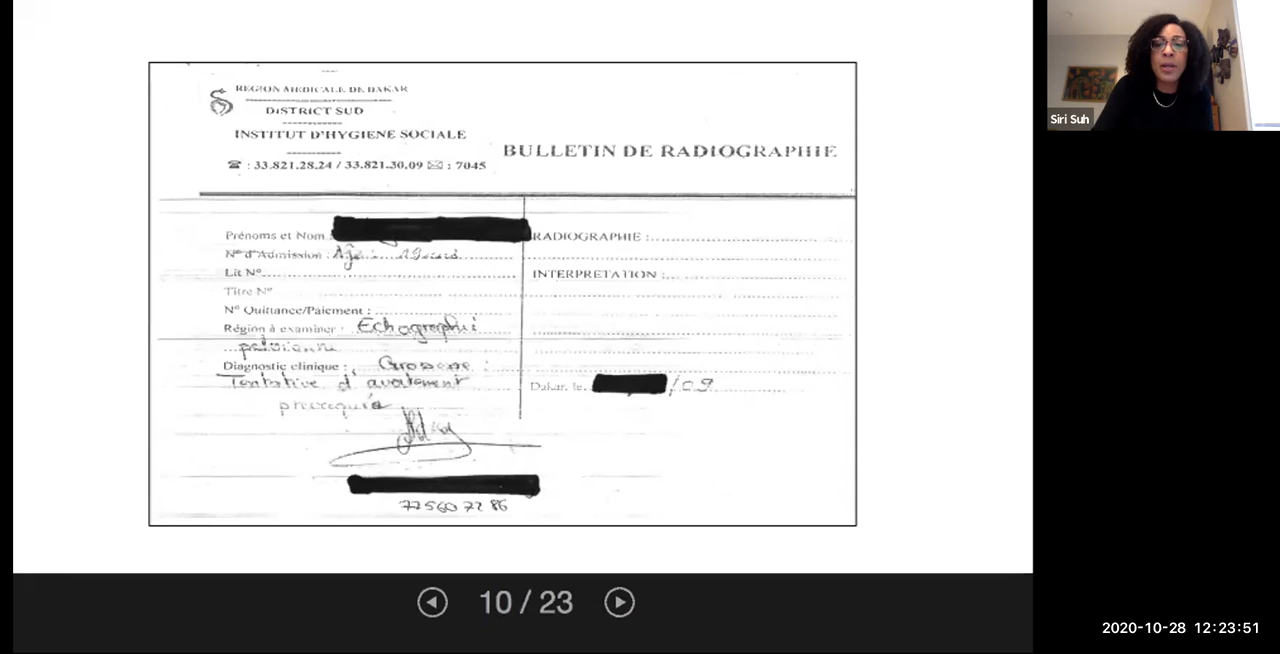 REGION MEDICALE DE DAKAR
DISTRICT SUD
INSTITUT D'HYGIENE SOCIALE
☎ : 33.821.28.24 / 33.821.30.09 ✉ : 7045
BULLETIN DE RADIOGRAPHIE
Prénoms et Nom
N° d'Admission :
Lit N°
Titre N°
N° Quittance/Paiement :
Région à examiner : Echographie
pelvienne
Diagnostic clinique : Grossesse :
Tentative d'avortement
RADIOGRAPHIE :
INTERPRETATION :
Dakar, le /09
77 560 72 86
Siri Suh
10 / 23
2020-10-28 12:23:51